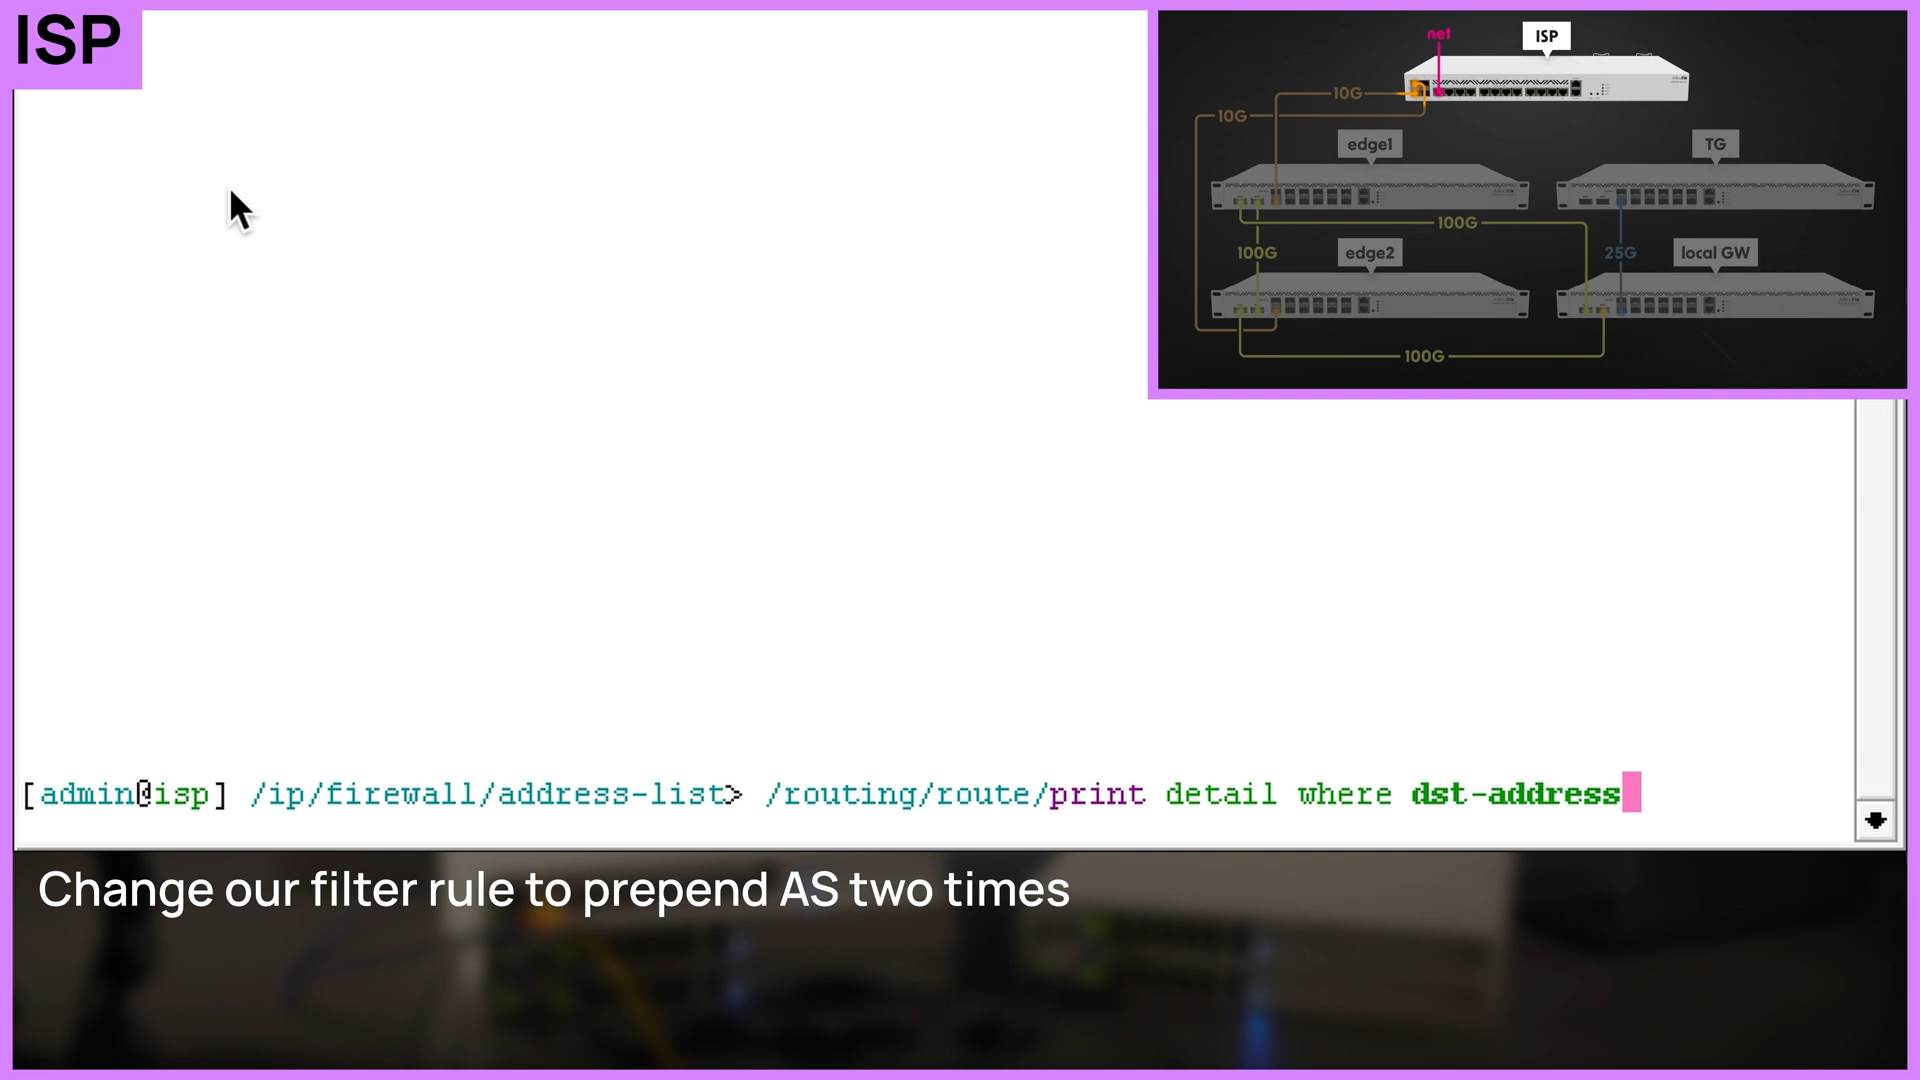 ISP
net
ISP
10G
10G
edge1
TG
100G
100G
edge2
25G
local GW
100G
[admin@isp] /ip/firewall/address-list> /routing/route/print detail where dst-address
Change our filter rule to prepend AS two times